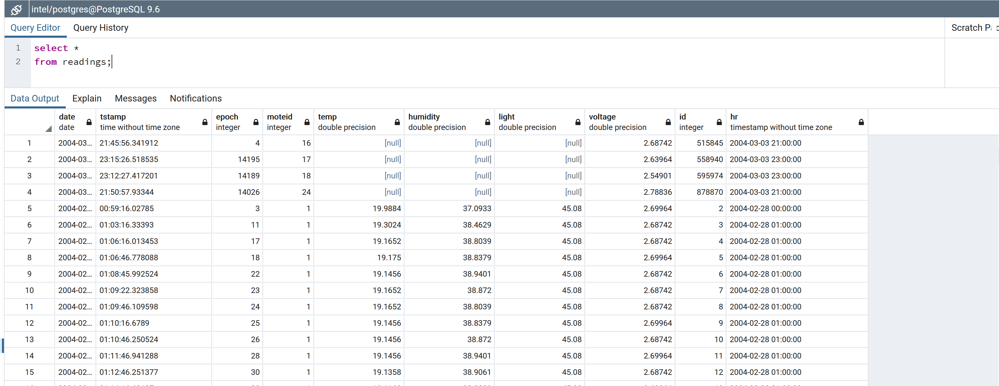 intel/postgres@PostgreSQL 9.6
Query Editor Query History Scratch
1 select *
2 from readings;
Data Output Explain Messages Notifications
date tstamp epoch moteid temp humidity light voltage id hr
date time without time zone integer integer double precision double precision double precision double precision integer timestamp without time zone
1 2004-03... 21:45:56.341912 4 16 [null] [null] [null] 2.68742 515845 2004-03-03 21:00:00
2 2004-03... 23:15:26.518535 14195 17 [null] [null] [null] 2.63964 558940 2004-03-03 23:00:00
3 2004-03... 23:12:27.417201 14189 18 [null] [null] [null] 2.54901 595974 2004-03-03 23:00:00
4 2004-03... 21:50:57.93344 14026 24 [null] [null] [null] 2.78836 878870 2004-03-03 21:00:00
5 2004-02... 00:59:16.02785 3 1 19.9884 37.0933 45.08 2.69964 2 2004-02-28 00:00:00
6 2004-02... 01:03:16.33393 11 1 19.3024 38.4629 45.08 2.68742 3 2004-02-28 01:00:00
7 2004-02... 01:06:16.013453 17 1 19.1652 38.8039 45.08 2.68742 4 2004-02-28 01:00:00
8 2004-02... 01:06:46.778088 18 1 19.175 38.8379 45.08 2.69964 5 2004-02-28 01:00:00
9 2004-02... 01:08:45.992524 22 1 19.1456 38.9401 45.08 2.68742 6 2004-02-28 01:00:00
10 2004-02... 01:09:22.323858 23 1 19.1652 38.872 45.08 2.68742 7 2004-02-28 01:00:00
11 2004-02... 01:09:46.109598 24 1 19.1652 38.8039 45.08 2.68742 8 2004-02-28 01:00:00
12 2004-02... 01:10:16.6789 25 1 19.1456 38.8379 45.08 2.69964 9 2004-02-28 01:00:00
13 2004-02... 01:10:46.250524 26 1 19.1456 38.872 45.08 2.68742 10 2004-02-28 01:00:00
14 2004-02... 01:11:46.941288 28 1 19.1456 38.9401 45.08 2.69964 11 2004-02-28 01:00:00
15 2004-02... 01:12:46.251377 30 1 19.1358 38.9061 45.08 2.68742 12 2004-02-28 01:00:00